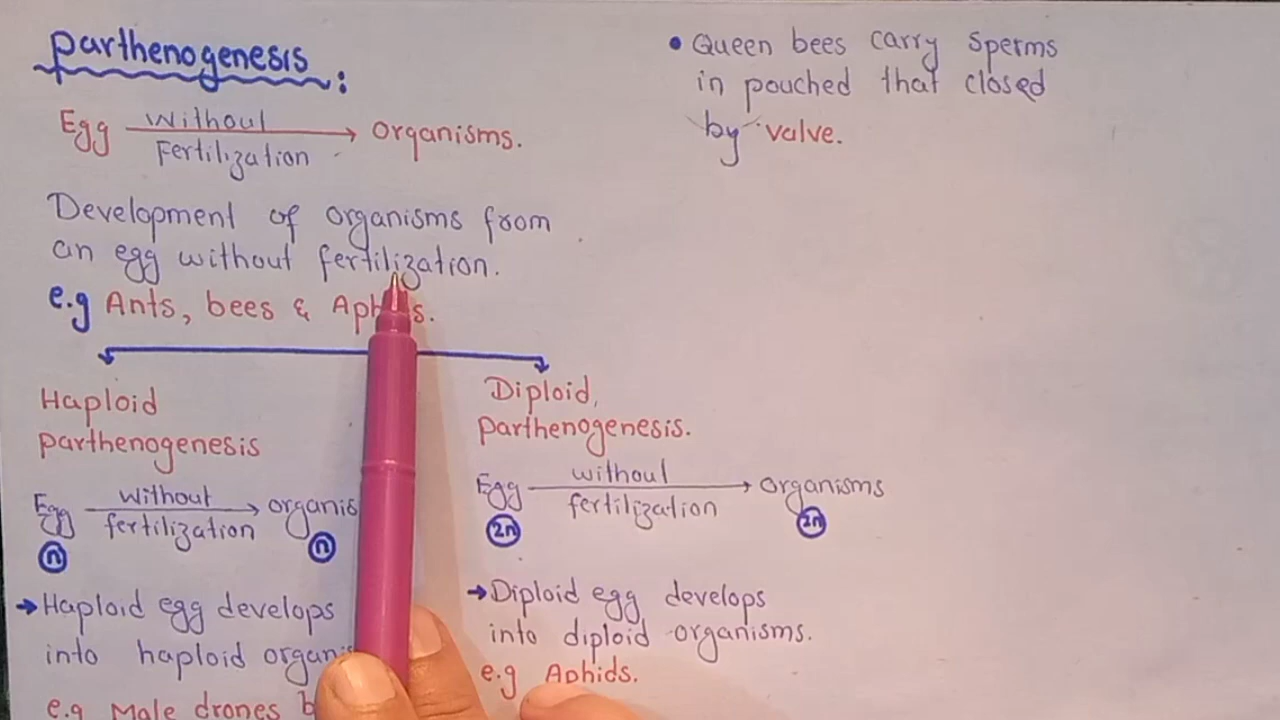 Parthenogenesis:
Egg without Fertilization → Organisms.
Development of organisms from
an egg without fertilization.
e.g Ants, bees & Aphids.
Haploid
parthenogenesis
Egg without fertilization → organis
n n
→ Haploid egg develops
into haploid organis
e.g Male drones b
Diploid,
parthenogenesis.
Egg without fertilization → organisms
2n 2n
→ Diploid egg develops
into diploid organisms.
e.g Aphids.
• Queen bees carry sperms
in pouched that closed
by valve.